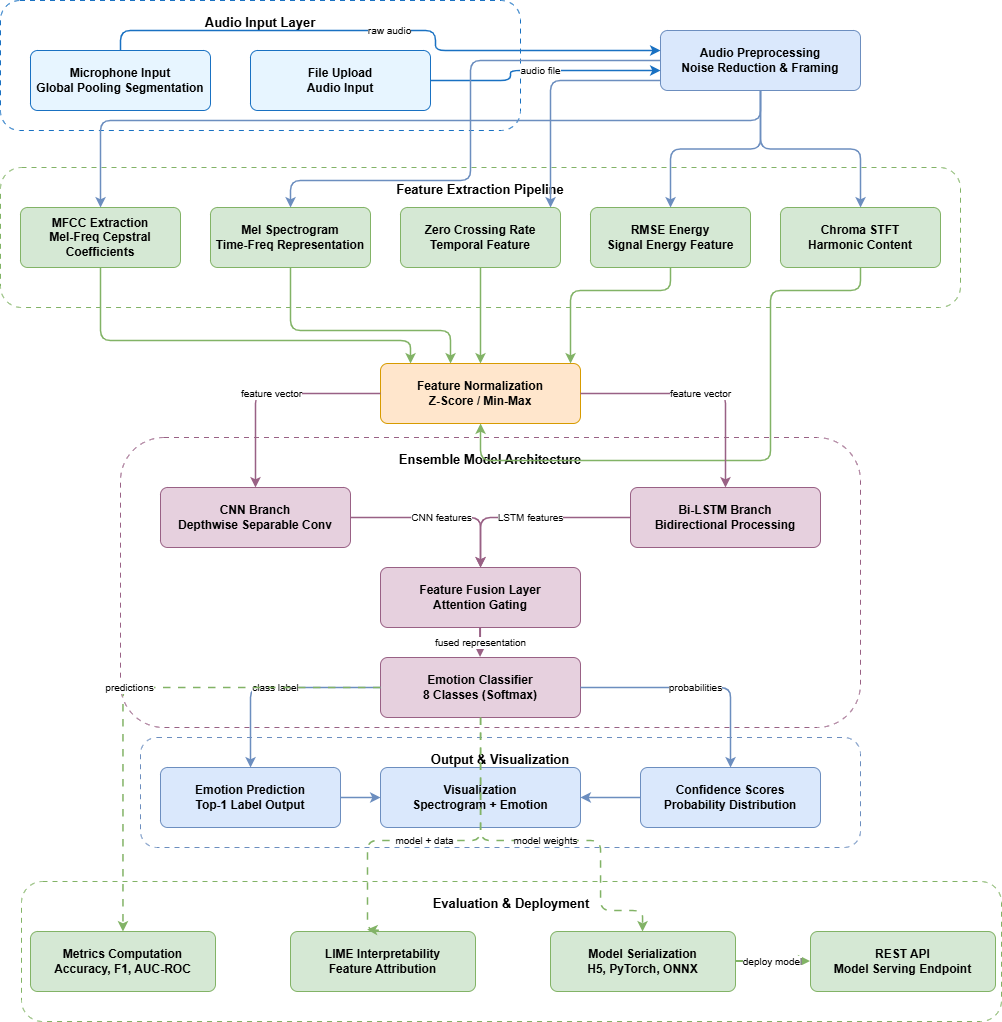 Audio Input Layer
raw audio
Microphone Input
Global Pooling Segmentation
File Upload
Audio Input
audio file
Audio Preprocessing
Noise Reduction & Framing
Feature Extraction Pipeline
MFCC Extraction
Mel-Freq Cepstral
Coefficients
Mel Spectrogram
Time-Freq Representation
Zero Crossing Rate
Temporal Feature
RMSE Energy
Signal Energy Feature
Chroma STFT
Harmonic Content
Feature Normalization
Z-Score / Min-Max
feature vector
feature vector
Ensemble Model Architecture
CNN Branch
Depthwise Separable Conv
CNN features
LSTM features
Bi-LSTM Branch
Bidirectional Processing
Feature Fusion Layer
Attention Gating
fused representation
Emotion Classifier
8 Classes (Softmax)
predictions
class label
probabilities
Output & Visualization
Emotion Prediction
Top-1 Label Output
Visualization
Spectrogram + Emotion
Confidence Scores
Probability Distribution
model + data
model weights
Evaluation & Deployment
Metrics Computation
Accuracy, F1, AUC-ROC
LIME Interpretability
Feature Attribution
Model Serialization
H5, PyTorch, ONNX
deploy model
REST API
Model Serving Endpoint